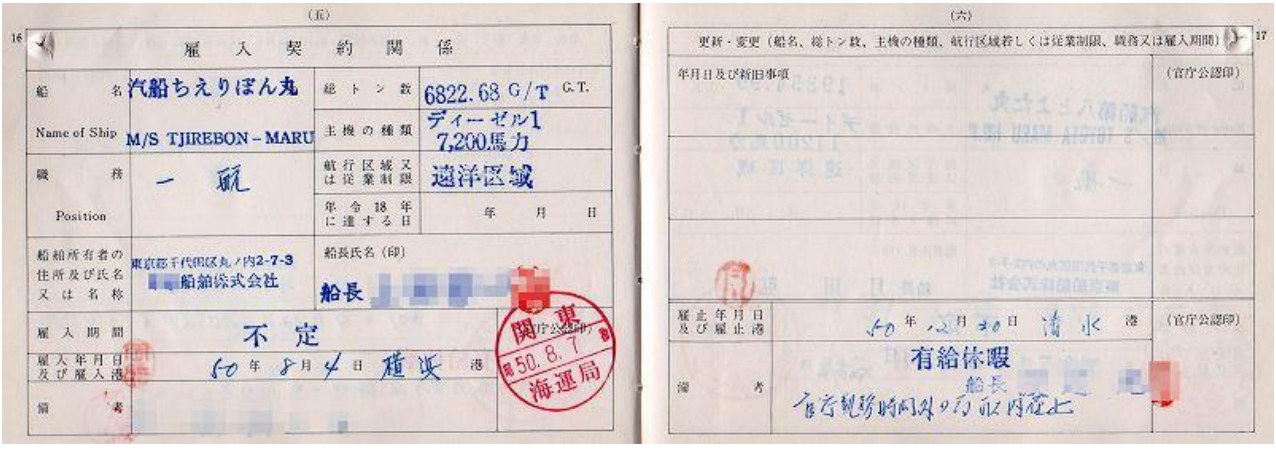 (五)
16
雇入契約関係
船名
汽船ちえりぼん丸
総トン数
6822.68 G/T G.T.
Name of Ship
M/S TJIREBON-MARU
主機の種類
ディーゼル1
7,200馬力
職務
一航
航行区域又
は従業制限
遠洋区域
Position
年令18年
に達する日
年 月 日
船舶所有者の
住所及び氏名
又は名称
東京都千代田区丸ノ内2-7-3
船舶株式会社
船長氏名(印)
船長
雇入期間
不定
(官庁公認印)
関東
50.8.7
海運局
雇入年月日
及び雇入港
50年8月4日 横浜 港
備考
(六)
17
更新・変更(船名、総トン数、主機の種類、航行区域若しくは従業制限、職務又は雇入期間)
年月日及び新旧事項
(官庁公認印)
雇止年月日
及び雇止港
50年12月20日 清水 港
(官庁公認印)
備考
有給休暇
船長
官庁執務時間外の為